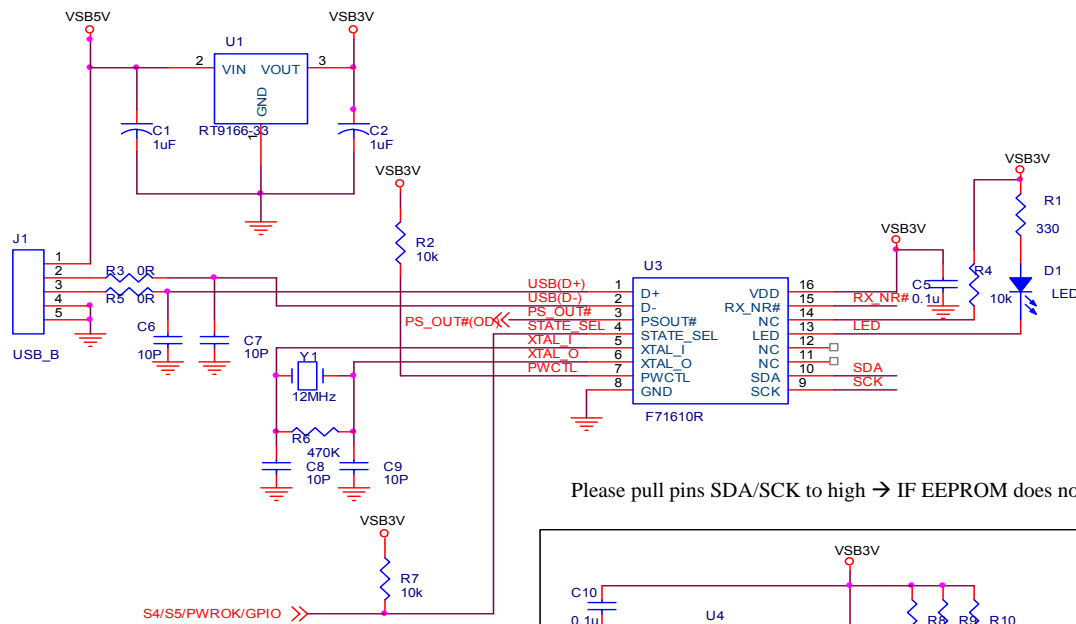 VSB5V
VSB3V
U1
2
VIN VOUT
3
GND
1
RT9166-33
C1
1uF
C2
1uF
VSB3V
R2
10k
J1
1
2
3
4
5
USB_B
R3 0R
R5 0R
C6
10P
C7
10P
PS_OUT#(OD)
USB(D+)
USB(D-)
PS_OUT#
STATE_SEL
XTAL_I
XTAL_O
PWCTL
U3
1 D+
2 D-
3 PSOUT#
4 STATE_SEL
5 XTAL_I
6 XTAL_O
7 PWCTL
8 GND
VDD 16
RX_NR# 15
NC 14
LED 13
NC 12
NC 11
SDA 10
SCK 9
F71610R
RX_NR#
LED
SDA
SCK
VSB3V
C5
0.1u
R4
10k
VSB3V
R1
330
D1
LED
Y1
12MHz
R6
470K
C8
10P
C9
10P
VSB3V
R7
10k
S4/S5/PWROK/GPIO
Please pull pins SDA/SCK to high → IF EEPROM does no
VSB3V
C10
0.1u
U4
R8 R9 R10